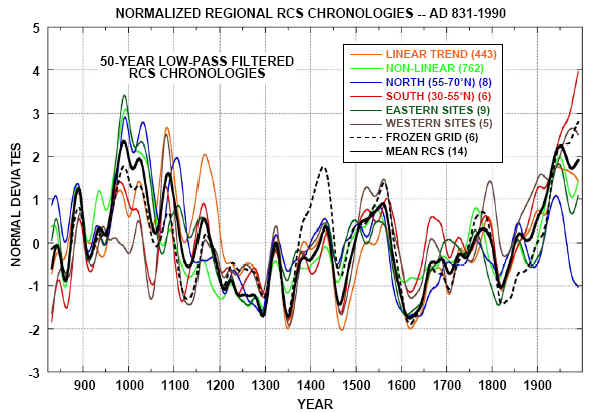 NORMALIZED REGIONAL RCS CHRONOLOGIES -- AD 831-1990
50-YEAR LOW-PASS FILTERED
RCS CHRONOLOGIES
LINEAR TREND (443)
NON-LINEAR (762)
NORTH (55-70°N) (8)
SOUTH (30-55°N) (6)
EASTERN SITES (9)
WESTERN SITES (5)
FROZEN GRID (6)
MEAN RCS (14)
NORMAL DEVIATES
5
4
3
2
1
0
-1
-2
-3
900 1000 1100 1200 1300 1400 1500 1600 1700 1800 1900
YEAR